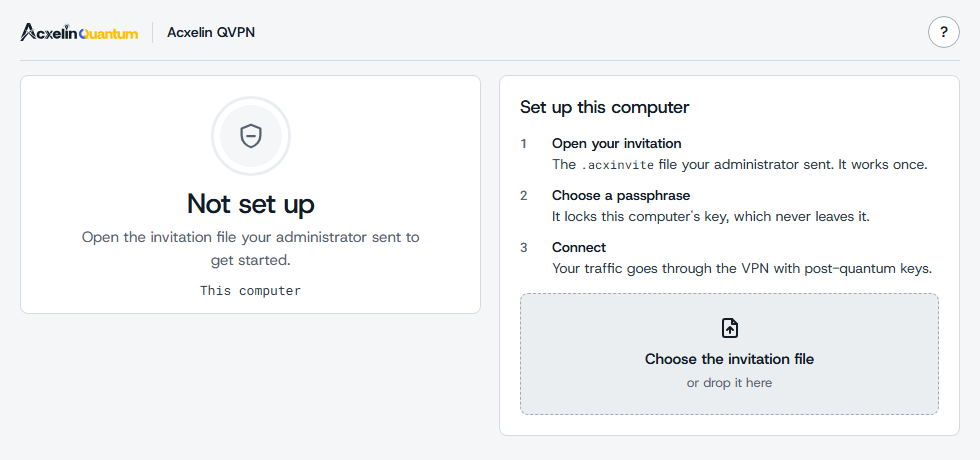 Acxelin Quantum
Acxelin QVPN
?
Not set up
Open the invitation file your administrator sent to
get started.
This computer
Set up this computer
1
Open your invitation
The .acxinvite file your administrator sent. It works once.
2
Choose a passphrase
It locks this computer's key, which never leaves it.
3
Connect
Your traffic goes through the VPN with post-quantum keys.
Choose the invitation file
or drop it here